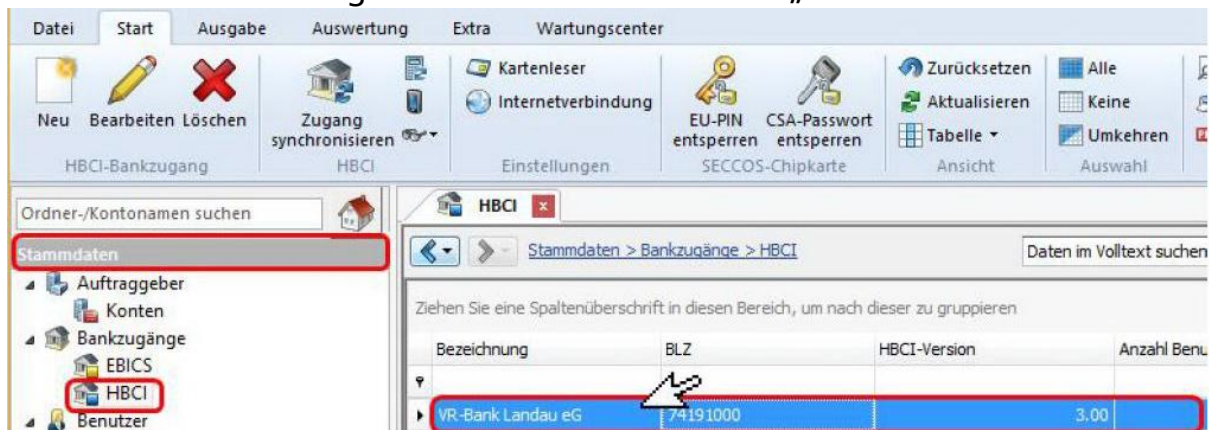 Datei Start Ausgabe Auswertung Extra Wartungscenter
Neu Bearbeiten Löschen
HBCI-Bankzugang
Zugang synchronisieren
HBCI
Kartenleser
Internetverbindung
Einstellungen
EU-PIN entsperren
CSA-Passwort entsperren
SECCOS-Chipkarte
Zurücksetzen
Aktualisieren
Tabelle
Ansicht
Alle
Keine
Umkehren
Auswahl
Ordner-/Kontonamen suchen
HBCI
Stammdaten
Stammdaten > Bankzugänge > HBCI
Daten im Volltext suchen
Auftraggeber
Konten
Bankzugänge
EBICS
HBCI
Benutzer
Ziehen Sie eine Spaltenüberschrift in diesen Bereich, um nach dieser zu gruppieren
Bezeichnung BLZ HBCI-Version Anzahl Benu
VR-Bank Landau eG 74191000 3.00